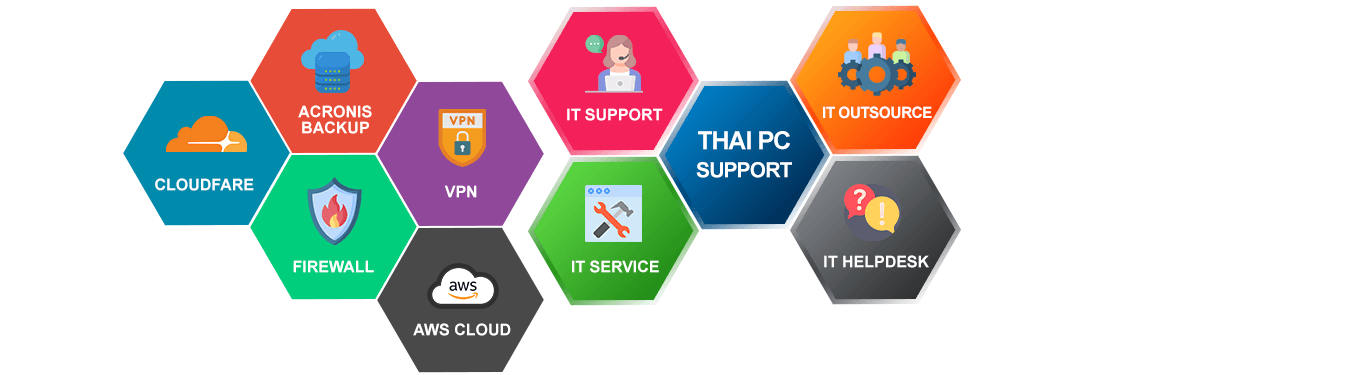 ACRONIS
BACKUP
CLOUDFARE
VPN
VPN
FIREWALL
aws
AWS CLOUD
IT SUPPORT
THAI PC
SUPPORT
IT OUTSOURCE
IT SERVICE
?
!
IT HELPDESK